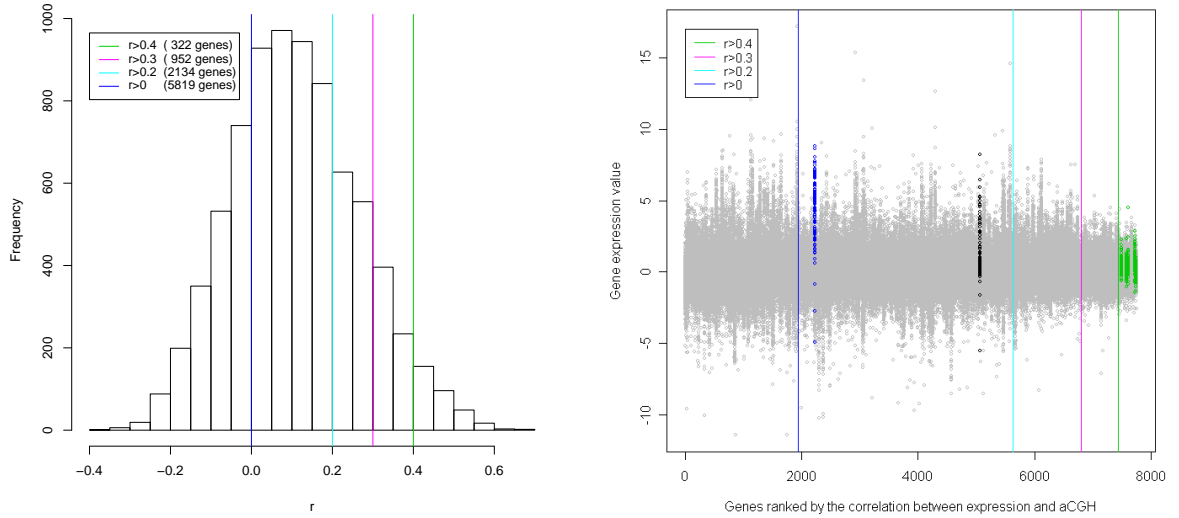 1000
800
600
400
200
0
Frequency
r>0.4 ( 322 genes)
r>0.3 ( 952 genes)
r>0.2 (2134 genes)
r>0 (5819 genes)
−0.4 −0.2 0.0 0.2 0.4 0.6
r
15
10
5
0
-5
-10
Gene expression value
r>0.4
r>0.3
r>0.2
r>0
0 2000 4000 6000 8000
Genes ranked by the correlation between expression and aCGH